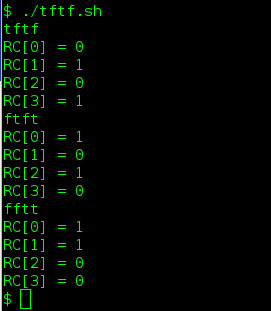 $ ./tftf.sh
tftf
RC[0] = 0
RC[1] = 1
RC[2] = 0
RC[3] = 1
ftft
RC[0] = 1
RC[1] = 0
RC[2] = 1
RC[3] = 0
fftt
RC[0] = 1
RC[1] = 1
RC[2] = 0
RC[3] = 0
$